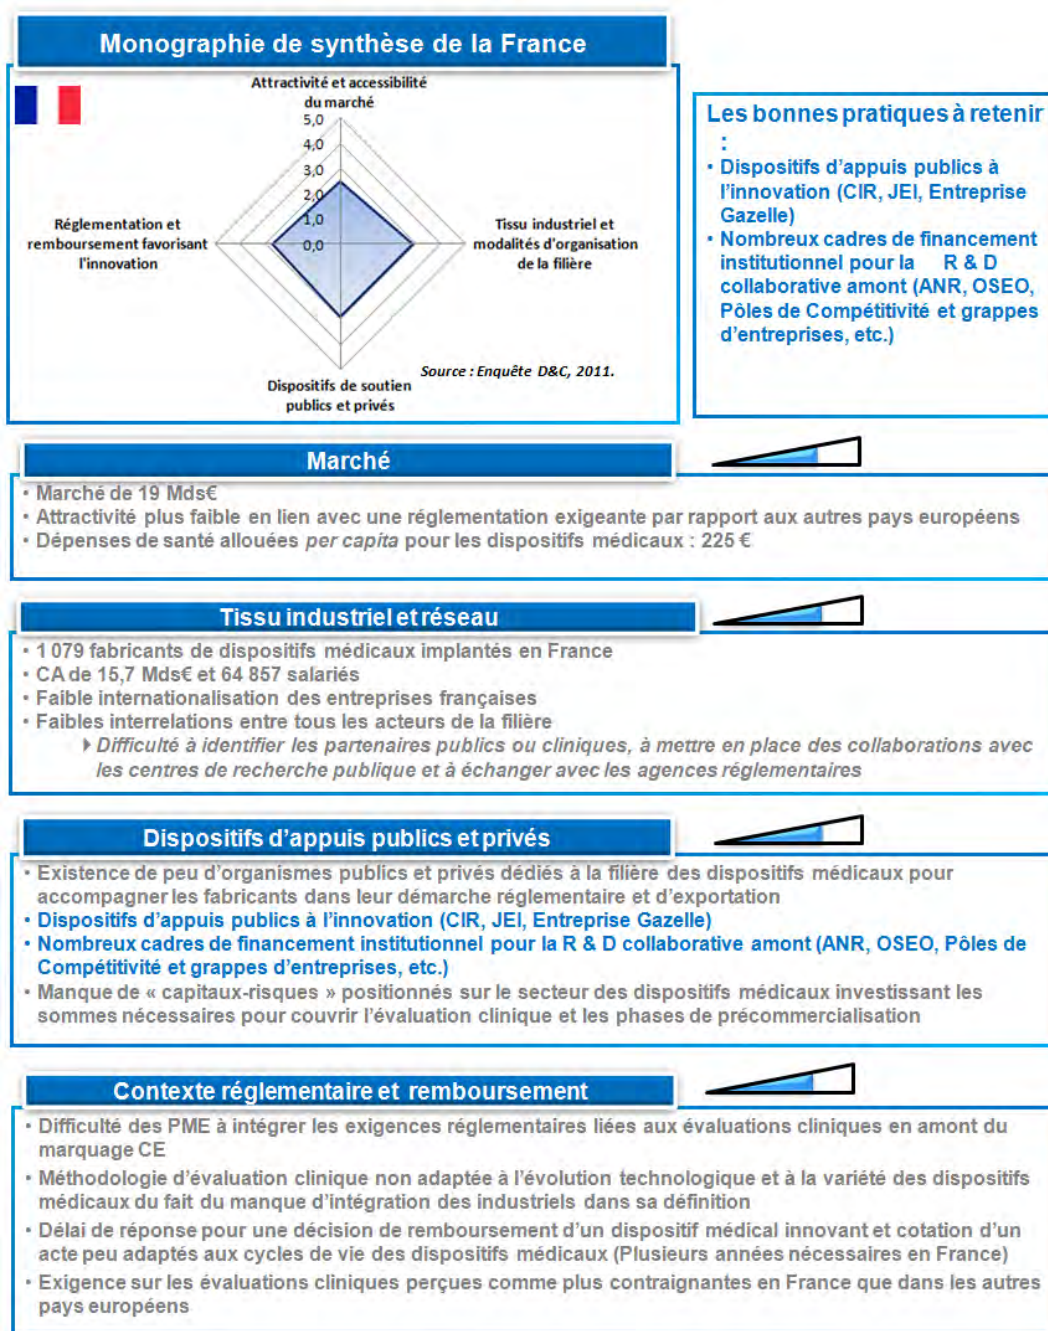 Monographie de synthèse de la France
Attractivité et accessibilité
du marché
5,0
4,0
3,0
2,0
1,0
0,0
Réglementation et
remboursement favorisant
l'innovation
Tissu industriel et
modalités d'organisation
de la filière
Dispositifs de soutien
publics et privés
Source : Enquête D&C, 2011.
Les bonnes pratiques à retenir
:
• Dispositifs d'appuis publics à
l'innovation (CIR, JEI, Entreprise
Gazelle)
• Nombreux cadres de financement
institutionnel pour la R & D
collaborative amont (ANR, OSEO,
Pôles de Compétitivité et grappes
d'entreprises, etc.)
Marché
• Marché de 19 Mds€
• Attractivité plus faible en lien avec une réglementation exigeante par rapport aux autres pays européens
• Dépenses de santé allouées per capita pour les dispositifs médicaux : 225 €
Tissu industriel et réseau
• 1 079 fabricants de dispositifs médicaux implantés en France
• CA de 15,7 Mds€ et 64 857 salariés
• Faible internationalisation des entreprises françaises
• Faibles interrelations entre tous les acteurs de la filière
Difficulté à identifier les partenaires publics ou cliniques, à mettre en place des collaborations avec
les centres de recherche publique et à échanger avec les agences réglementaires
Dispositifs d'appuis publics et privés
• Existence de peu d'organismes publics et privés dédiés à la filière des dispositifs médicaux pour
accompagner les fabricants dans leur démarche réglementaire et d'exportation
• Dispositifs d'appuis publics à l'innovation (CIR, JEI, Entreprise Gazelle)
• Nombreux cadres de financement institutionnel pour la R & D collaborative amont (ANR, OSEO, Pôles de
Compétitivité et grappes d'entreprises, etc.)
• Manque de « capitaux-risques » positionnés sur le secteur des dispositifs médicaux investissant les
sommes nécessaires pour couvrir l'évaluation clinique et les phases de précommercialisation
Contexte réglementaire et remboursement
• Difficulté des PME à intégrer les exigences réglementaires liées aux évaluations cliniques en amont du
marquage CE
• Méthodologie d'évaluation clinique non adaptée à l'évolution technologique et à la variété des dispositifs
médicaux du fait du manque d'intégration des industriels dans sa définition
• Délai de réponse pour une décision de remboursement d'un dispositif médical innovant et cotation d'un
acte peu adaptés aux cycles de vie des dispositifs médicaux (Plusieurs années nécessaires en France)
• Exigence sur les évaluations cliniques perçues comme plus contraignantes en France que dans les autres
pays européens